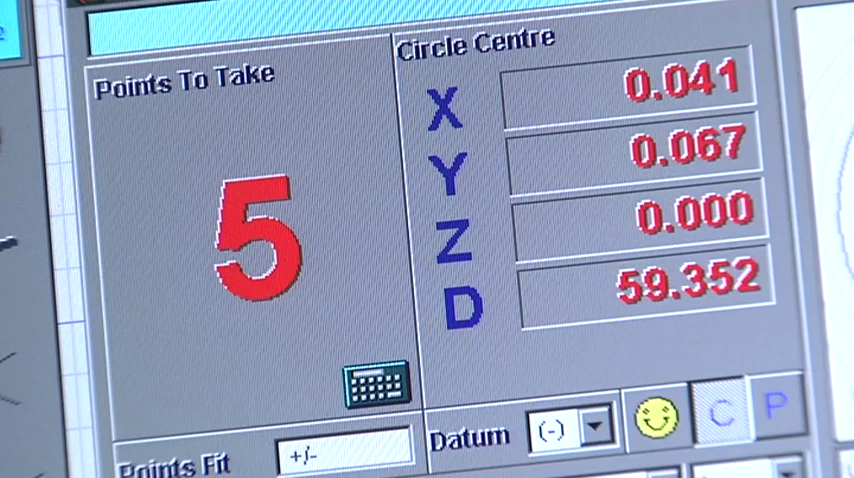 Points To Take
5
Circle Centre
X 0.041
Y 0.067
Z 0.000
D 59.352
Points Fit +/-
Datum (-) C P